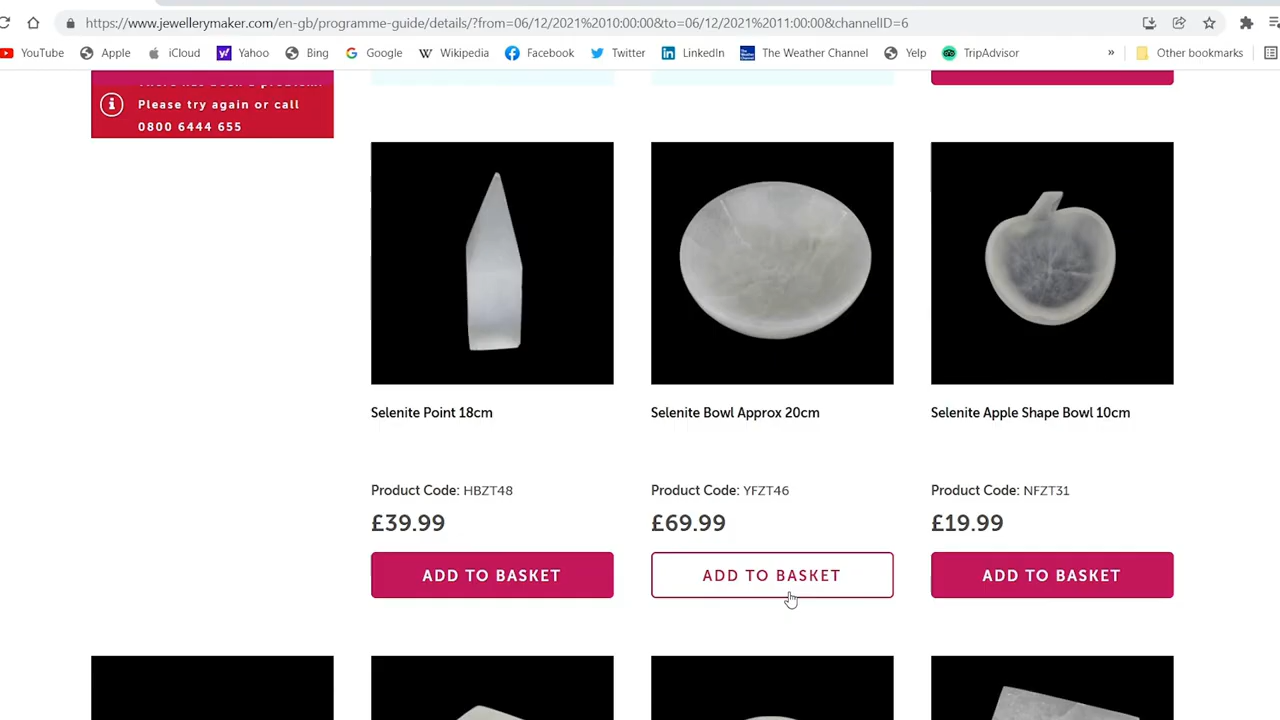 https://www.jewellerymaker.com/en-gb/programme-guide/details/?from=06/12/2021%2010:00:00&to=06/12/2021%2011:00:00&channelID=6
YouTube Apple iCloud Yahoo Bing Google Wikipedia Facebook Twitter LinkedIn The Weather Channel Yelp TripAdvisor » Other bookmarks
Please try again or call
0800 6444 655
Selenite Point 18cm
Selenite Bowl Approx 20cm
Selenite Apple Shape Bowl 10cm
Product Code: HBZT48
Product Code: YFZT46
Product Code: NFZT31
£39.99
£69.99
£19.99
ADD TO BASKET
ADD TO BASKET
ADD TO BASKET